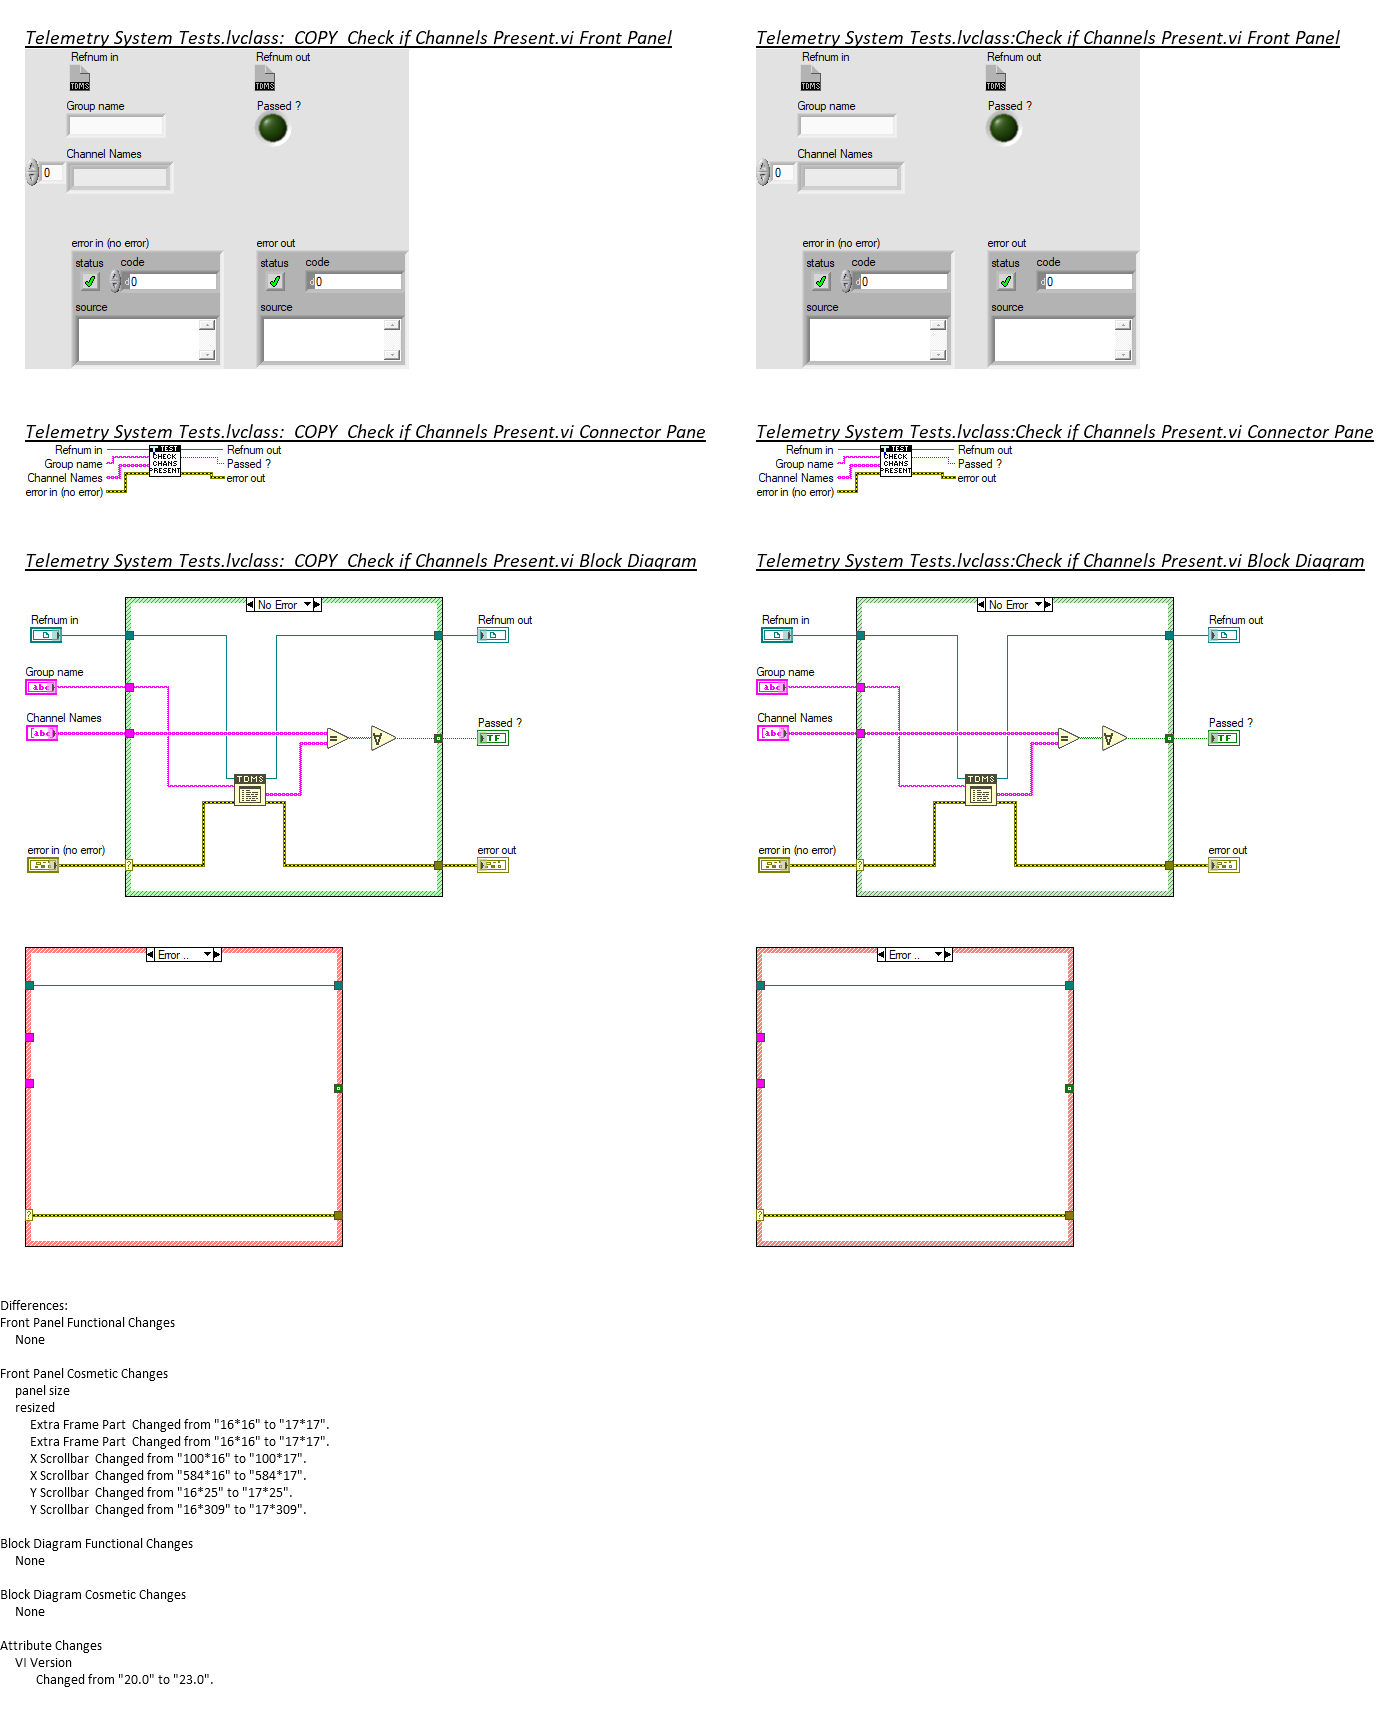 Telemetry System Tests.lvclass:  COPY  Check if Channels Present.vi Front Panel
Refnum in
Refnum out
TDMS
TDMS
Group name
Passed ?
Channel Names
0
error in (no error)
error out
status
code
status
code
d 0
d 0
source
source
Telemetry System Tests.lvclass:Check if Channels Present.vi Front Panel
Refnum in
Refnum out
TDMS
TDMS
Group name
Passed ?
Channel Names
0
error in (no error)
error out
status
code
status
code
d 0
d 0
source
source
Telemetry System Tests.lvclass:  COPY  Check if Channels Present.vi Connector Pane
Refnum in
Group name
Channel Names
error in (no error)
T TEST
CHECK
CHANS
PRESENT
Refnum out
Passed ?
error out
Telemetry System Tests.lvclass:Check if Channels Present.vi Connector Pane
Refnum in
Group name
Channel Names
error in (no error)
T TEST
CHECK
CHANS
PRESENT
Refnum out
Passed ?
error out
Telemetry System Tests.lvclass:  COPY  Check if Channels Present.vi Block Diagram
No Error
Refnum in
Refnum out
Group name
abc
Channel Names
[abc]
=
∀
Passed ?
TF
TDMS
error in (no error)
?
error out
Error ..
?
Telemetry System Tests.lvclass:Check if Channels Present.vi Block Diagram
No Error
Refnum in
Refnum out
Group name
abc
Channel Names
[abc]
=
∀
Passed ?
TF
TDMS
error in (no error)
?
error out
Error ..
?
Differences:
Front Panel Functional Changes
None
Front Panel Cosmetic Changes
panel size
resized
Extra Frame Part  Changed from "16*16" to "17*17".
Extra Frame Part  Changed from "16*16" to "17*17".
X Scrollbar  Changed from "100*16" to "100*17".
X Scrollbar  Changed from "584*16" to "584*17".
Y Scrollbar  Changed from "16*25" to "17*25".
Y Scrollbar  Changed from "16*309" to "17*309".
Block Diagram Functional Changes
None
Block Diagram Cosmetic Changes
None
Attribute Changes
VI Version
Changed from "20.0" to "23.0".